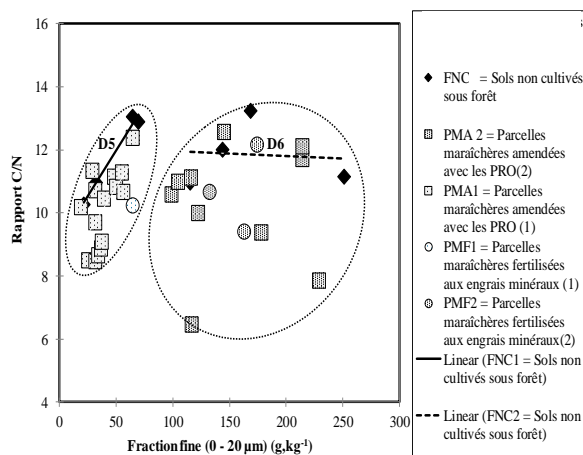 Rapport C/N
16
14
12
10
8
6
4
0
50
100
150
200
250
300
Fraction fine (0 - 20 µm) (g,kg-1)
D5
D6
s
FNC = Sols non cultivés
sous forêt
PMA 2 = Parcelles
maraîchères amendées
avec les PRO(2)
PMA1 = Parcelles
maraîchères amendées
avec les PRO (1)
PMF1 = Parcelles
maraîchères fertilisées
aux engrais minéraux (1)
PMF2 = Parcelles
maraîchères fertilisées
aux engrais minéraux(2)
Linear (FNC1 = Sols non
cultivés sous forêt)
Linear (FNC2 = Sols non
cultivés sous forêt)